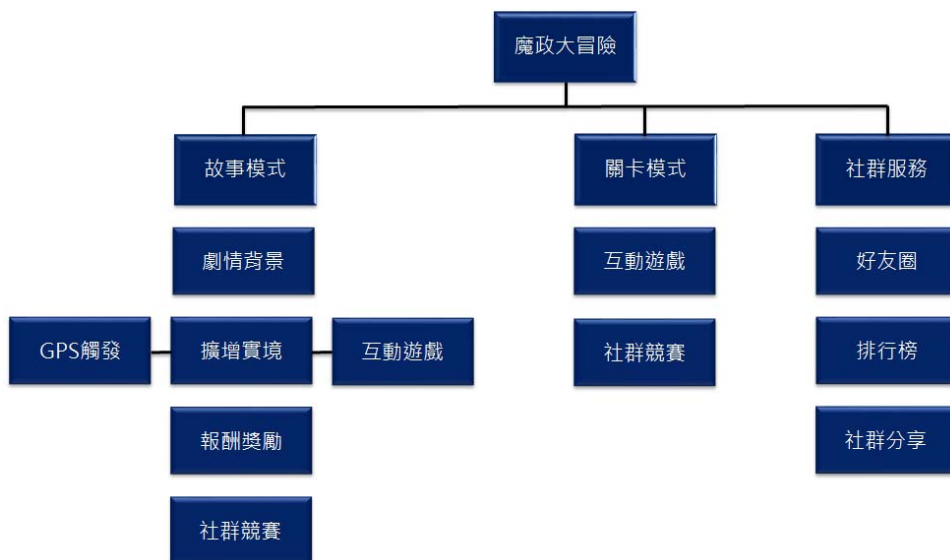 魔政大冒險
故事模式
關卡模式
社群服務
劇情背景
互動遊戲
好友圈
GPS觸發
擴增實境
互動遊戲
社群競賽
排行榜
報酬獎勵
社群分享
社群競賽